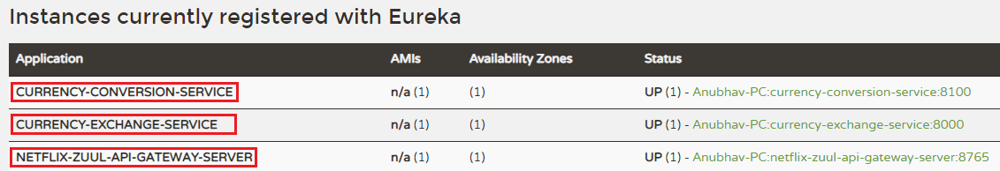 Instances currently registered with Eureka
Application AMIs Availability Zones Status
CURRENCY-CONVERSION-SERVICE n/a (1) (1) UP (1) - Anubhav-PC:currency-conversion-service:8100
CURRENCY-EXCHANGE-SERVICE n/a (1) (1) UP (1) - Anubhav-PC:currency-exchange-service:8000
NETFLIX-ZUUL-API-GATEWAY-SERVER n/a (1) (1) UP (1) - Anubhav-PC:netflix-zuul-api-gateway-server:8765